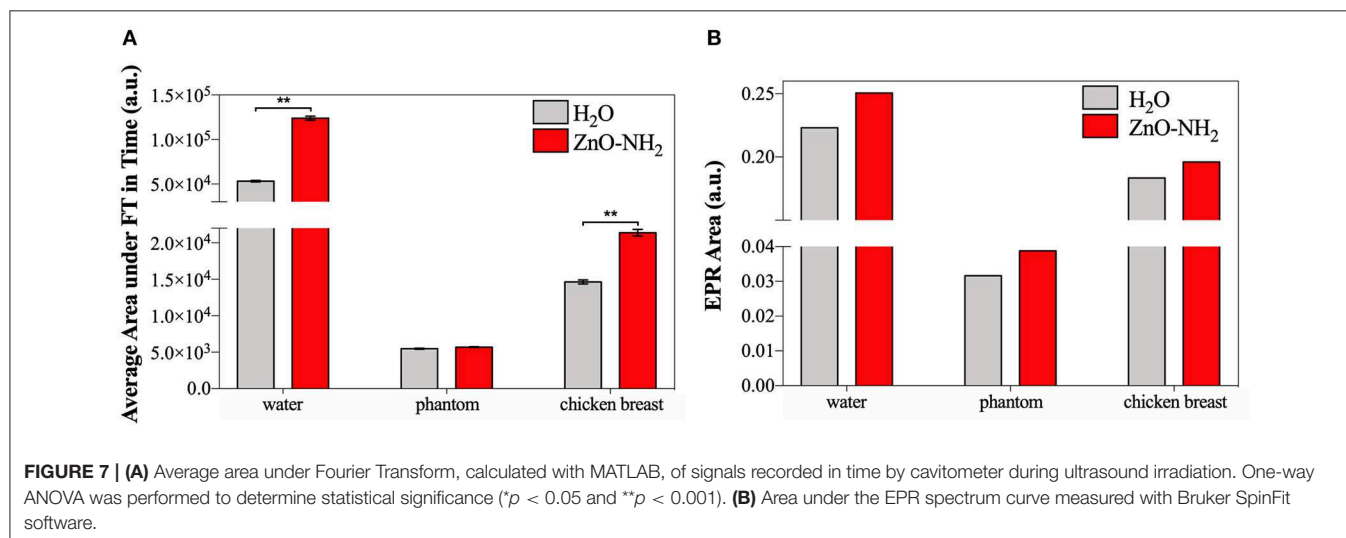 A
Average Area under FT in Time (a.u.)
1.5×10⁵
1.0×10⁵
5.0×10⁴
2.0×10⁴
1.5×10⁴
1.0×10⁴
5.0×10³
0.0
**
**
H₂O
ZnO-NH₂
water
phantom
chicken breast
B
EPR Area (a.u.)
0.25
0.20
0.04
0.03
0.02
0.01
0.00
H₂O
ZnO-NH₂
water
phantom
chicken breast
FIGURE 7 | (A) Average area under Fourier Transform, calculated with MATLAB, of signals recorded in time by cavitometer during ultrasound irradiation. One-way
ANOVA was performed to determine statistical significance (*p < 0.05 and **p < 0.001). (B) Area under the EPR spectrum curve measured with Bruker SpinFit
software.